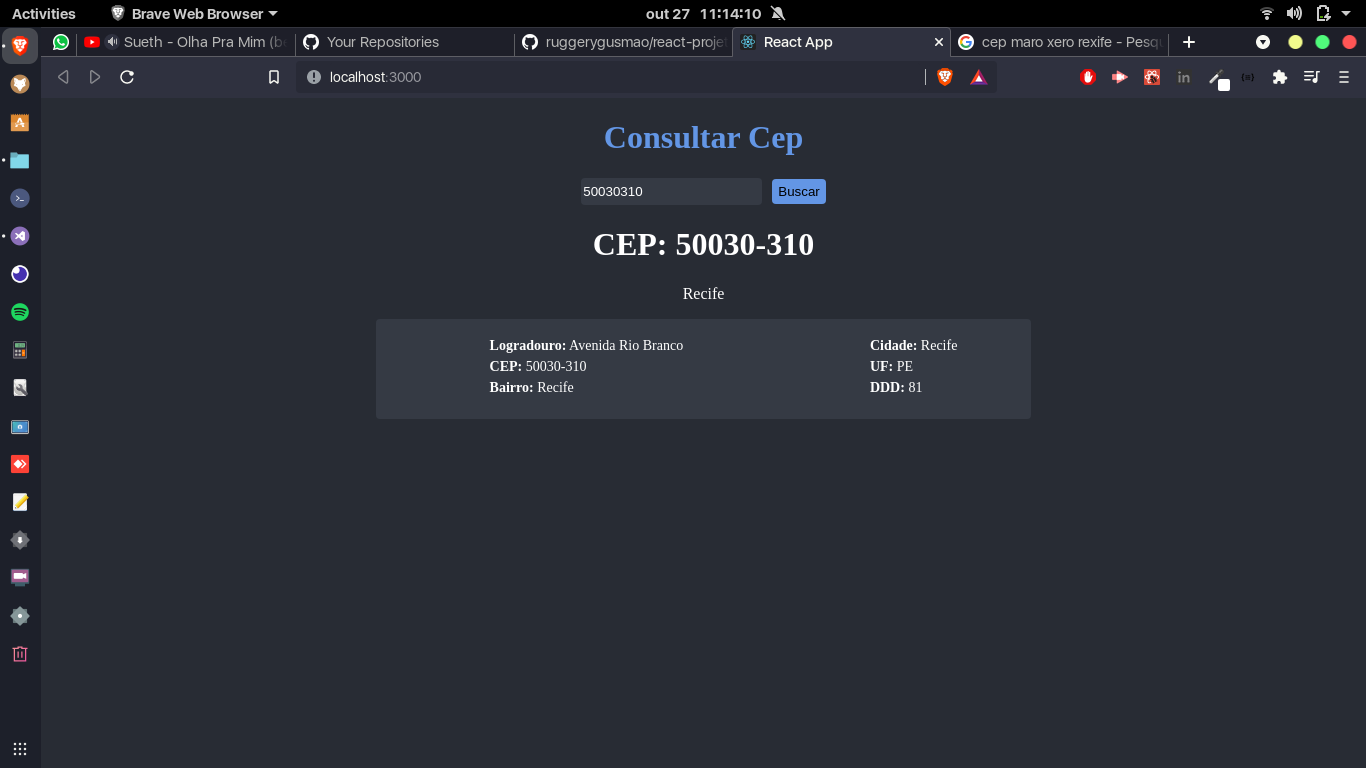 Activities
Brave Web Browser
out 27 11:14:10
Sueth - Olha Pra Mim
Your Repositories
ruggerygusmao/react-proje
React App
cep maro xero rexife - Pesqu
localhost:3000
in
Consultar Cep
50030310
Buscar
CEP: 50030-310
Recife
Logradouro: Avenida Rio Branco
CEP: 50030-310
Bairro: Recife
Cidade: Recife
UF: PE
DDD: 81